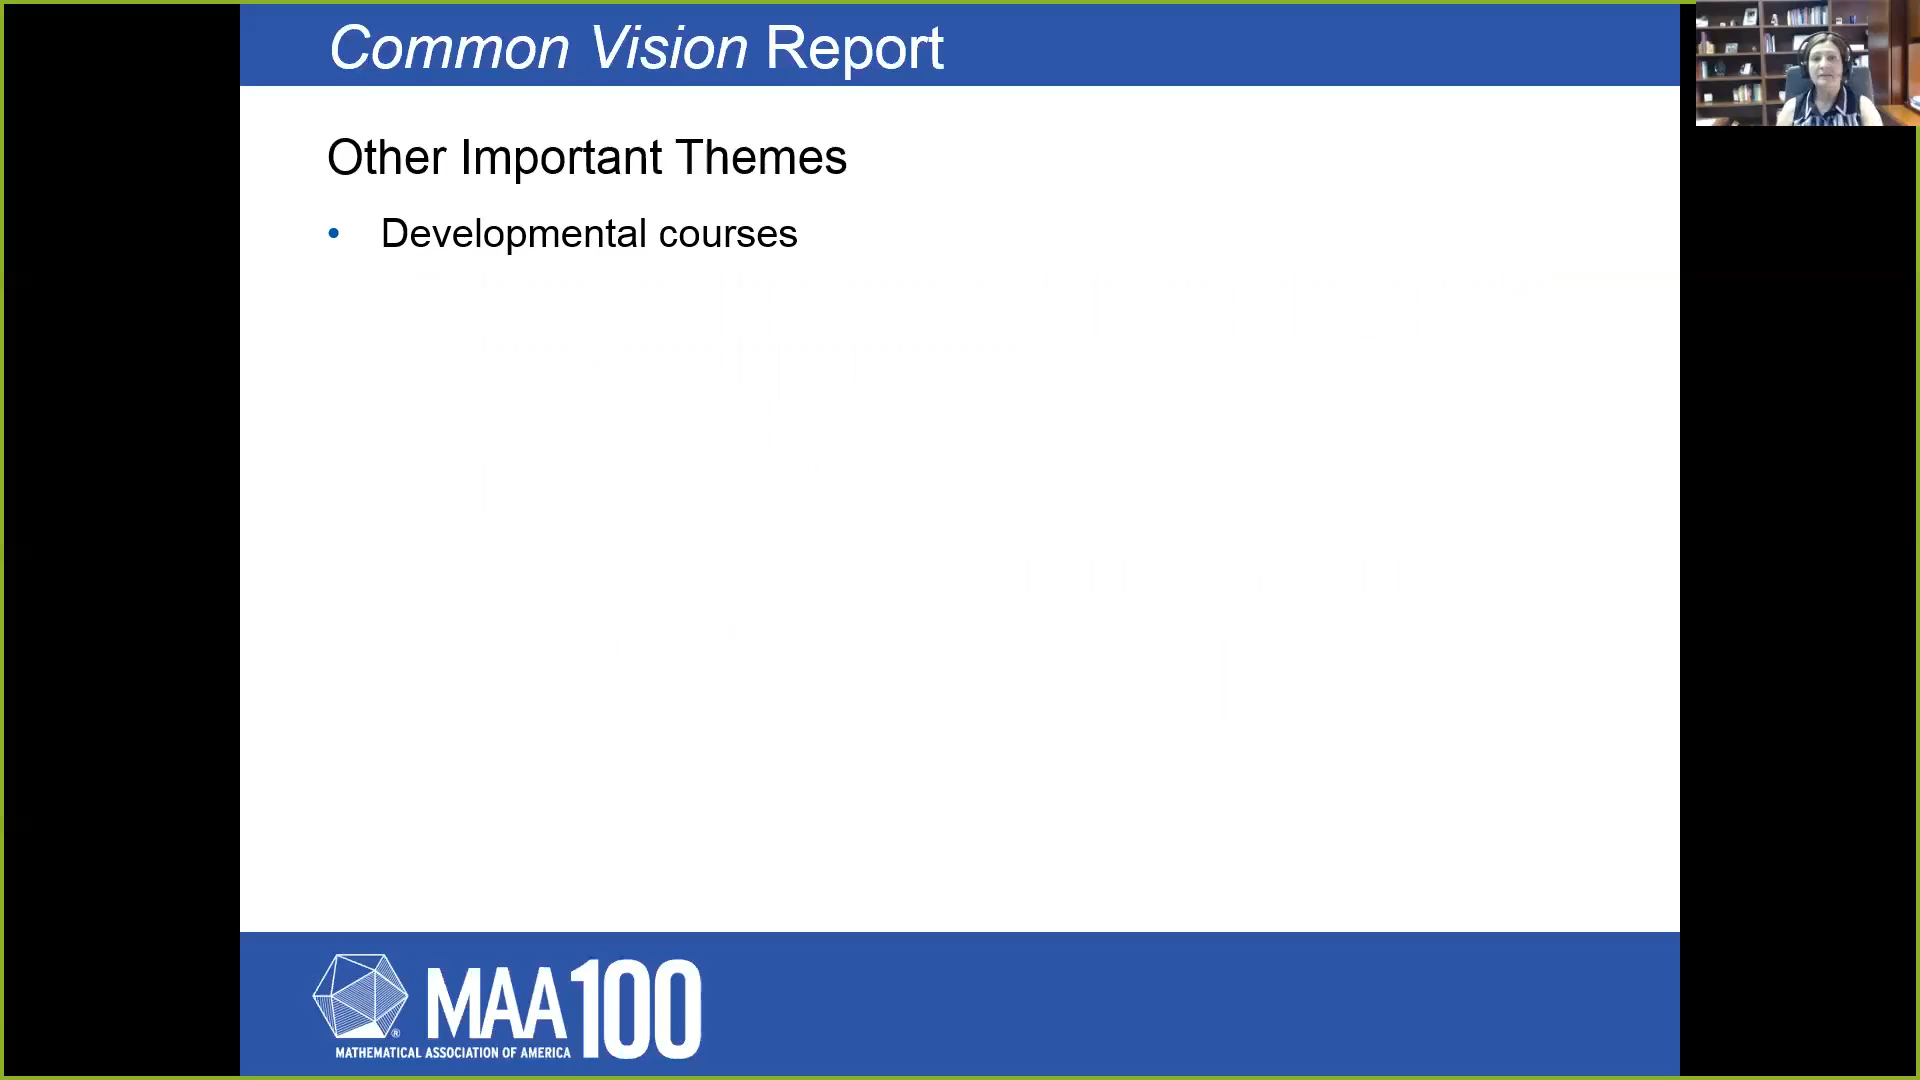 Common Vision Report
Other Important Themes
• Developmental courses
MAA100
®
MATHEMATICAL ASSOCIATION OF AMERICA